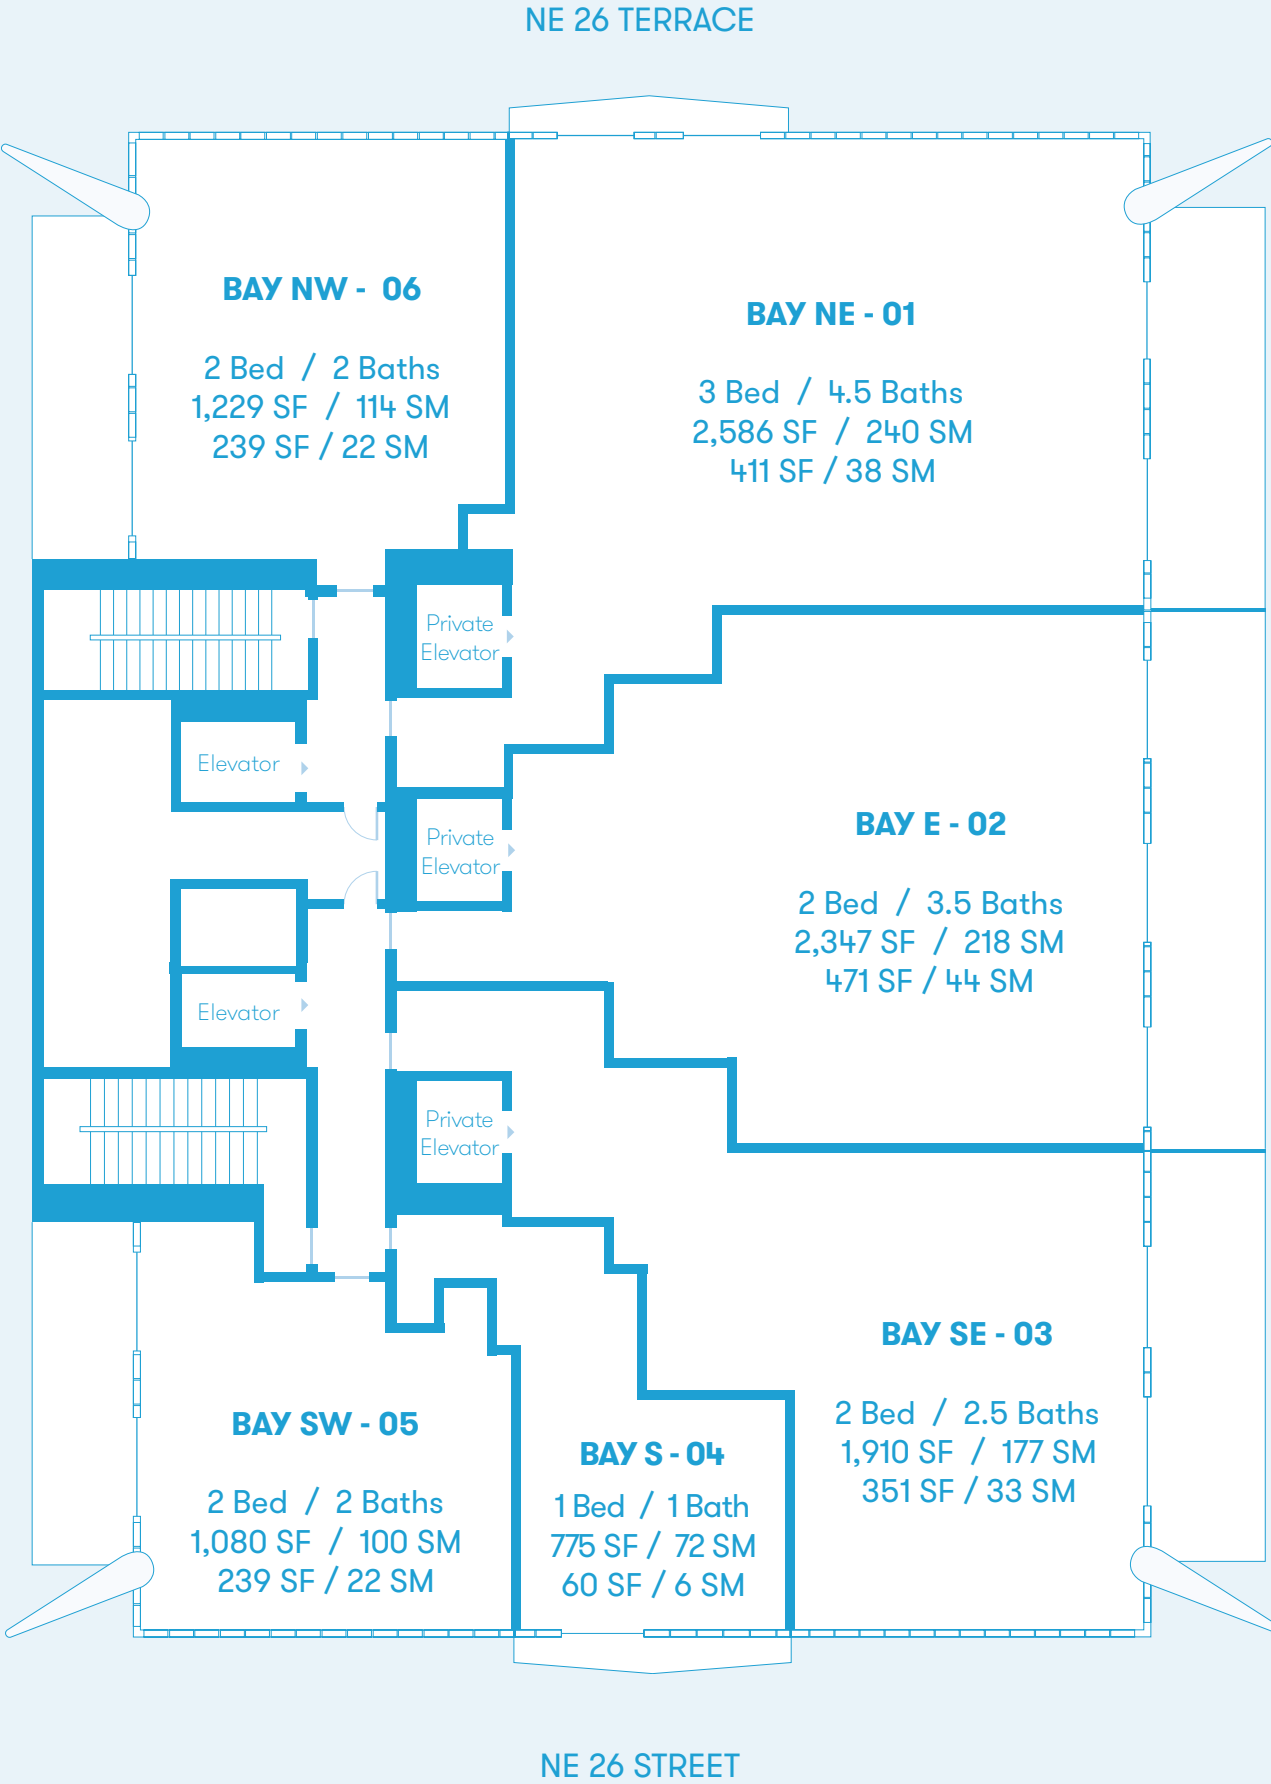 NE 26 TERRACE
BAY NW - 06
2 Bed / 2 Baths
1,229 SF / 114 SM
239 SF / 22 SM
BAY NE - 01
3 Bed / 4.5 Baths
2,586 SF / 240 SM
411 SF / 38 SM
Private
Elevator
Elevator
Private
Elevator
BAY E - 02
2 Bed / 3.5 Baths
2,347 SF / 218 SM
471 SF / 44 SM
Elevator
Private
Elevator
BAY SE - 03
2 Bed / 2.5 Baths
1,910 SF / 177 SM
351 SF / 33 SM
BAY SW - 05
2 Bed / 2 Baths
1,080 SF / 100 SM
239 SF / 22 SM
BAY S - 04
1 Bed / 1 Bath
775 SF / 72 SM
60 SF / 6 SM
NE 26 STREET